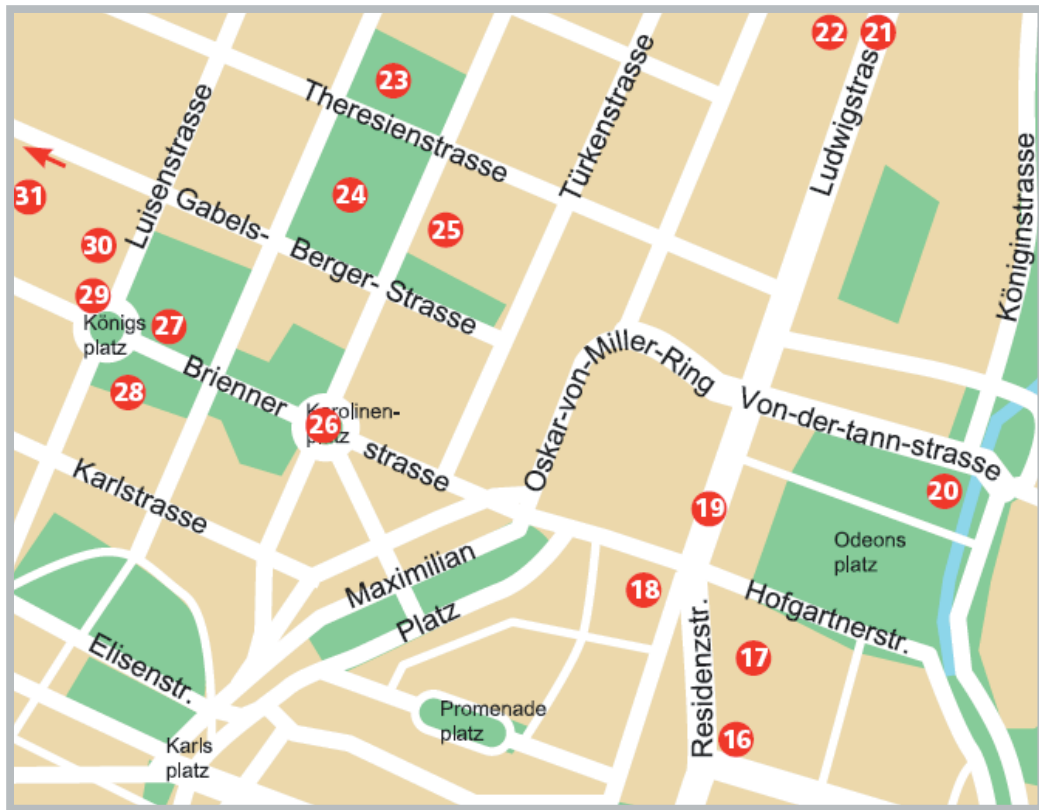 22
21
23
Theresienstrasse
Türkenstrasse
Ludwigstrasse
Luisenstrasse
Königinstrasse
31
24
25
30
Gabels-
Berger- Strasse
29
Königs
platz
27
28
Brienner
Karolinen-
platz
26
strasse
Oskar-von-Miller-Ring
Von-der-tann-strasse
20
19
Karlstrasse
Odeons
platz
Maximilian
Platz
18
Hofgartnerstr.
Elisenstr.
17
Residenzstr.
Promenade
platz
16
Karls
platz